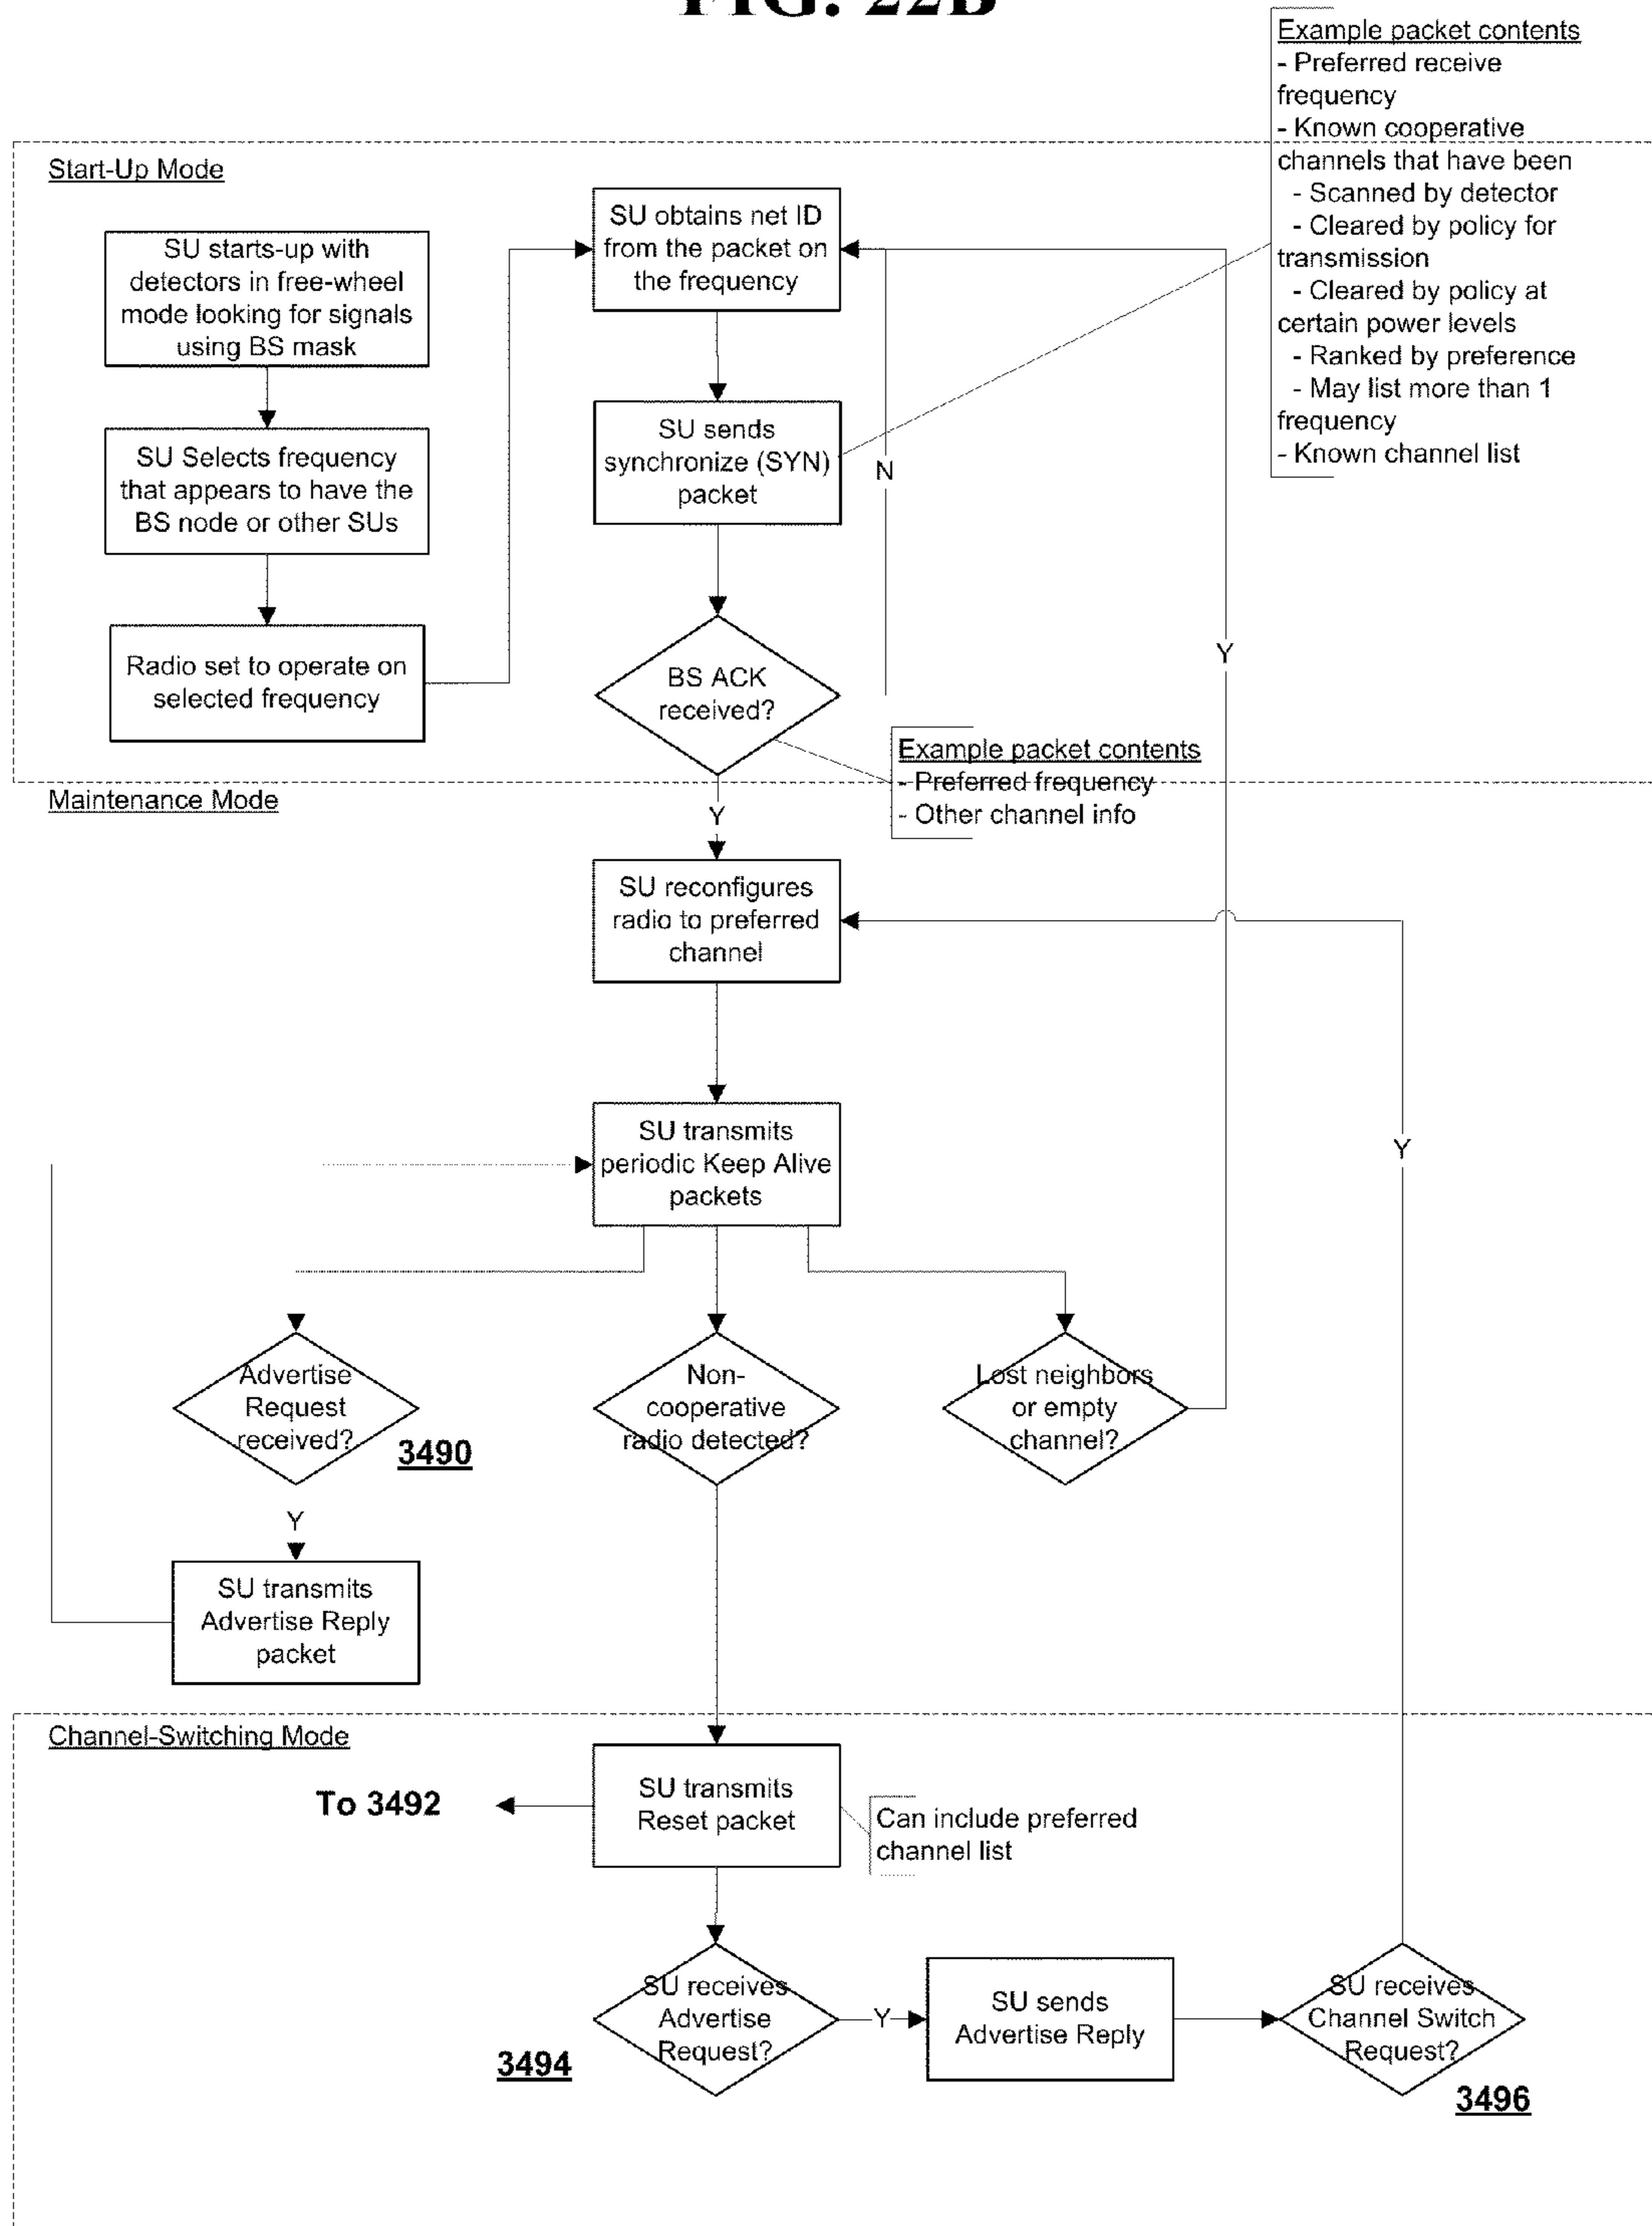 FIG. 22B
Example packet contents
- Preferred receive
frequency
- Known cooperative
channels that have been
- Scanned by detector
- Cleared by policy for
transmission
- Cleared by policy at
certain power levels
- Ranked by preference
- May list more than 1
frequency
- Known channel list
Start-Up Mode
SU starts-up with
detectors in free-wheel
mode looking for signals
using BS mask
SU Selects frequency
that appears to have the
BS node or other SUs
Radio set to operate on
selected frequency
SU obtains net ID
from the packet on
the frequency
SU sends
synchronize (SYN)
packet
N
BS ACK
received?
Y
Example packet contents
- Preferred frequency
- Other channel info
Maintenance Mode
Y
SU reconfigures
radio to preferred
channel
SU transmits
periodic Keep Alive
packets
Y
Advertise
Request
received?
3490
Non-
cooperative
radio detected?
Lost neighbors
or empty
channel?
Y
SU transmits
Advertise Reply
packet
Channel-Switching Mode
To 3492
SU transmits
Reset packet
Can include preferred
channel list
SU receives
Advertise
Request?
3494
Y
SU sends
Advertise Reply
SU receives
Channel Switch
Request?
3496